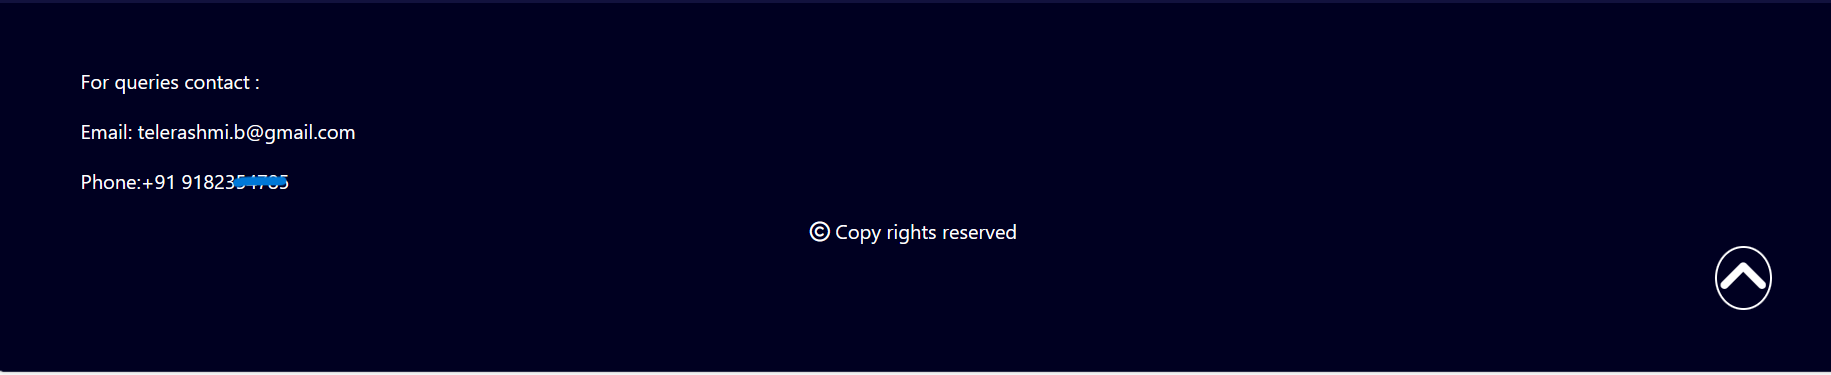 For queries contact :
Email: telerashmi.b@gmail.com
Phone:+91 91823
© Copy rights reserved